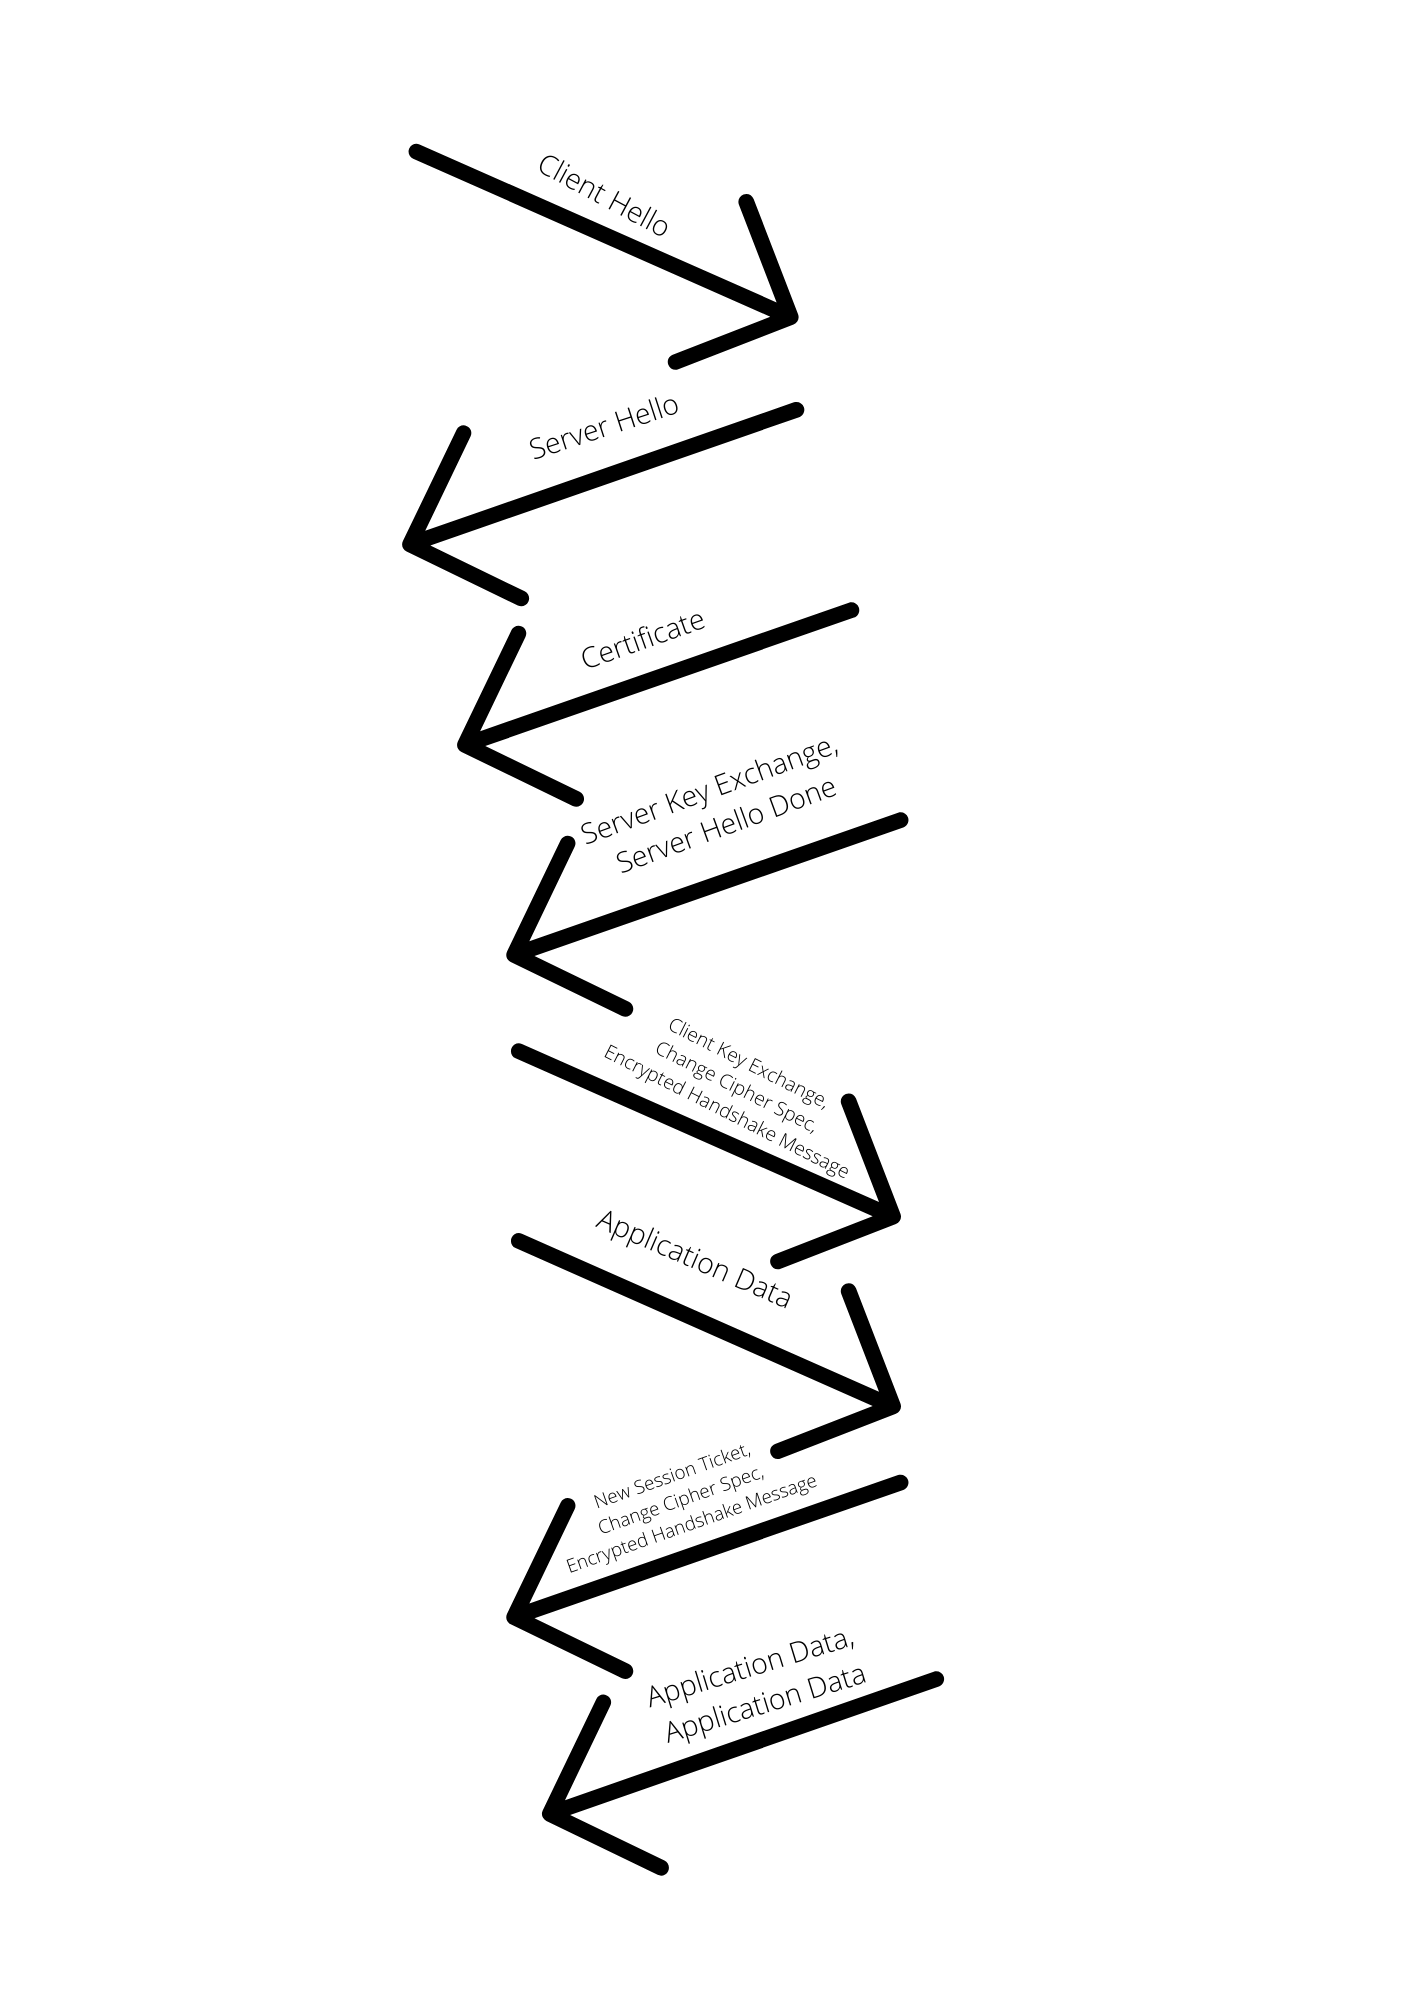 Client Hello
Server Hello
Certificate
Server Key Exchange,
Server Hello Done
Client Key Exchange,
Change Cipher Spec,
Encrypted Handshake Message
Application Data
New Session Ticket,
Change Cipher Spec,
Encrypted Handshake Message
Application Data,
Application Data